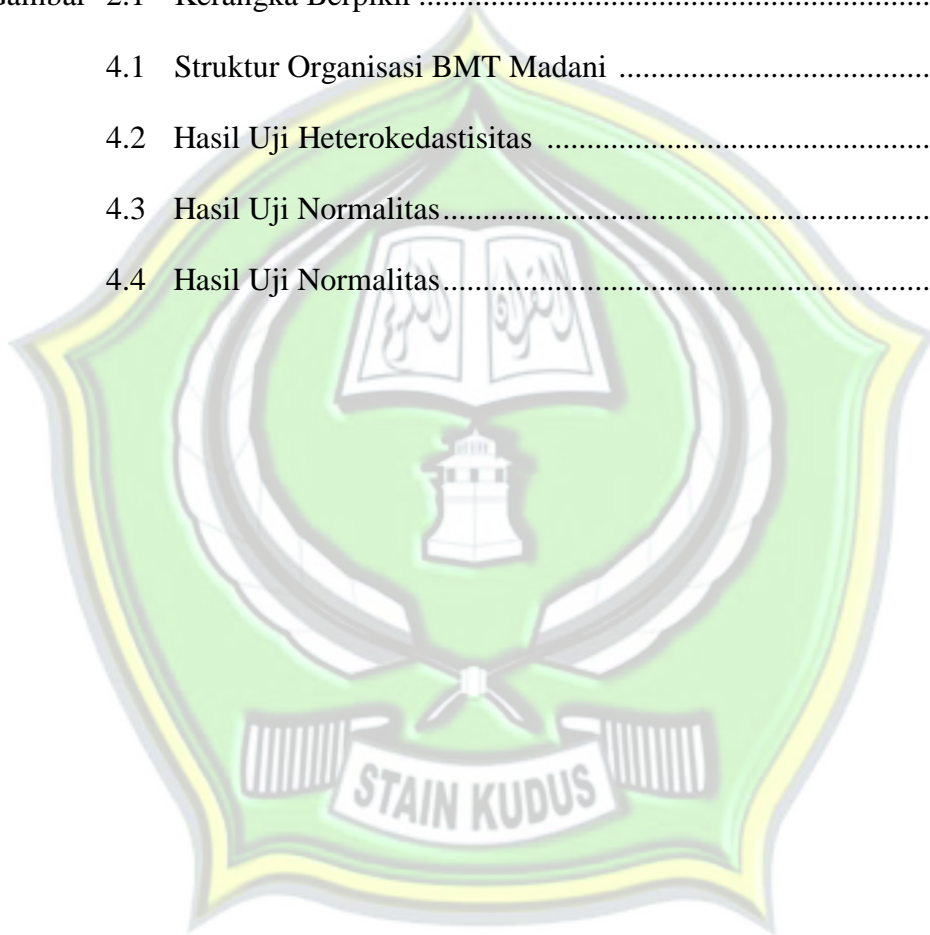 Gambar 2.1 Kerangka Berpikir ................................................................
4.1 Struktur Organisasi BMT Madani .......................................
4.2 Hasil Uji Heterokedastisitas ................................................
4.3 Hasil Uji Normalitas.............................................................
4.4 Hasil Uji Normalitas.............................................................
STAIN KUDUS